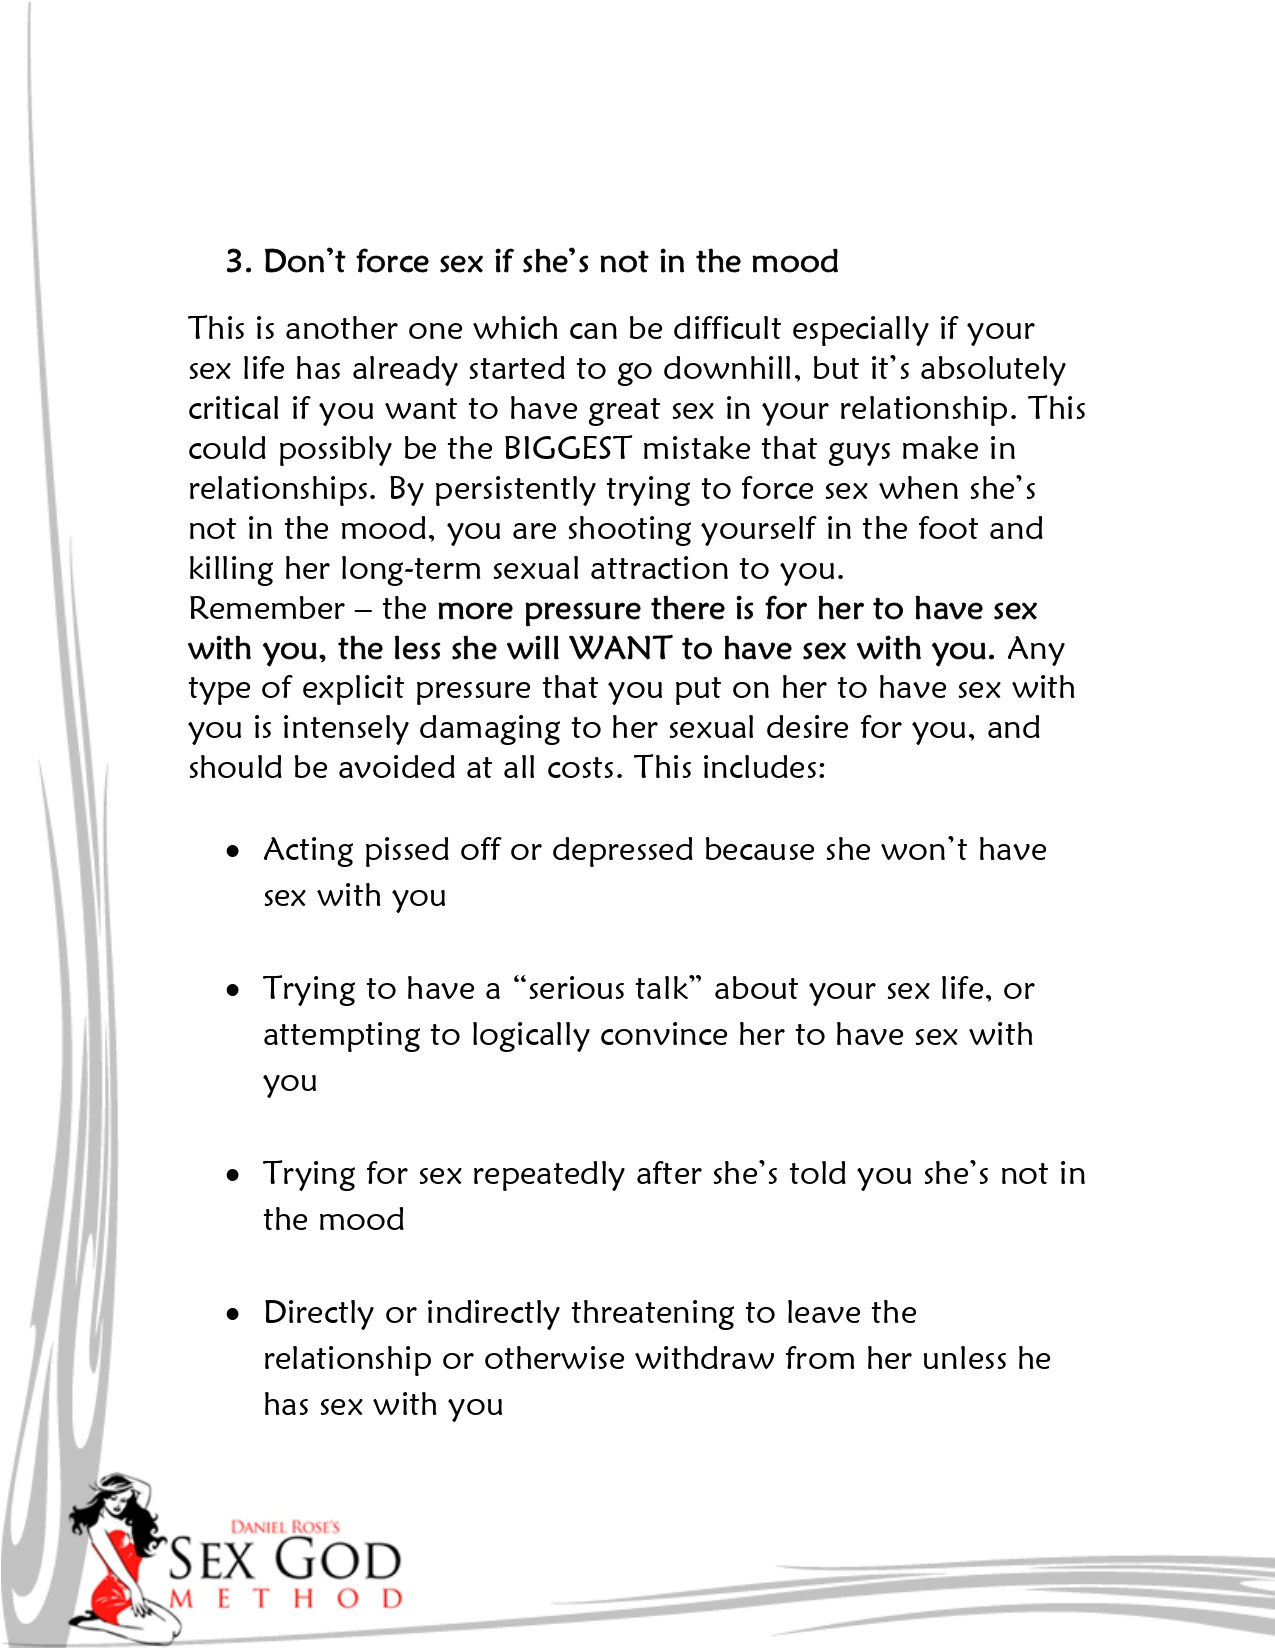 3. Don’t force sex if she’s not in the mood
This is another one which can be difficult especially if your
sex life has already started to go downhill, but it’s absolutely
critical if you want to have great sex in your relationship. This
could possibly be the BIGGEST mistake that guys make in
relationships. By persistently trying to force sex when she’s
not in the mood, you are shooting yourself in the foot and
killing her long-term sexual attraction to you.
Remember – the more pressure there is for her to have sex
with you, the less she will WANT to have sex with you. Any
type of explicit pressure that you put on her to have sex with
you is intensely damaging to her sexual desire for you, and
should be avoided at all costs. This includes:
• Acting pissed off or depressed because she won’t have
sex with you
• Trying to have a “serious talk” about your sex life, or
attempting to logically convince her to have sex with
you
• Trying for sex repeatedly after she’s told you she’s not in
the mood
• Directly or indirectly threatening to leave the
relationship or otherwise withdraw from her unless he
has sex with you
DANIEL ROSE’S
SEX GOD
METHOD